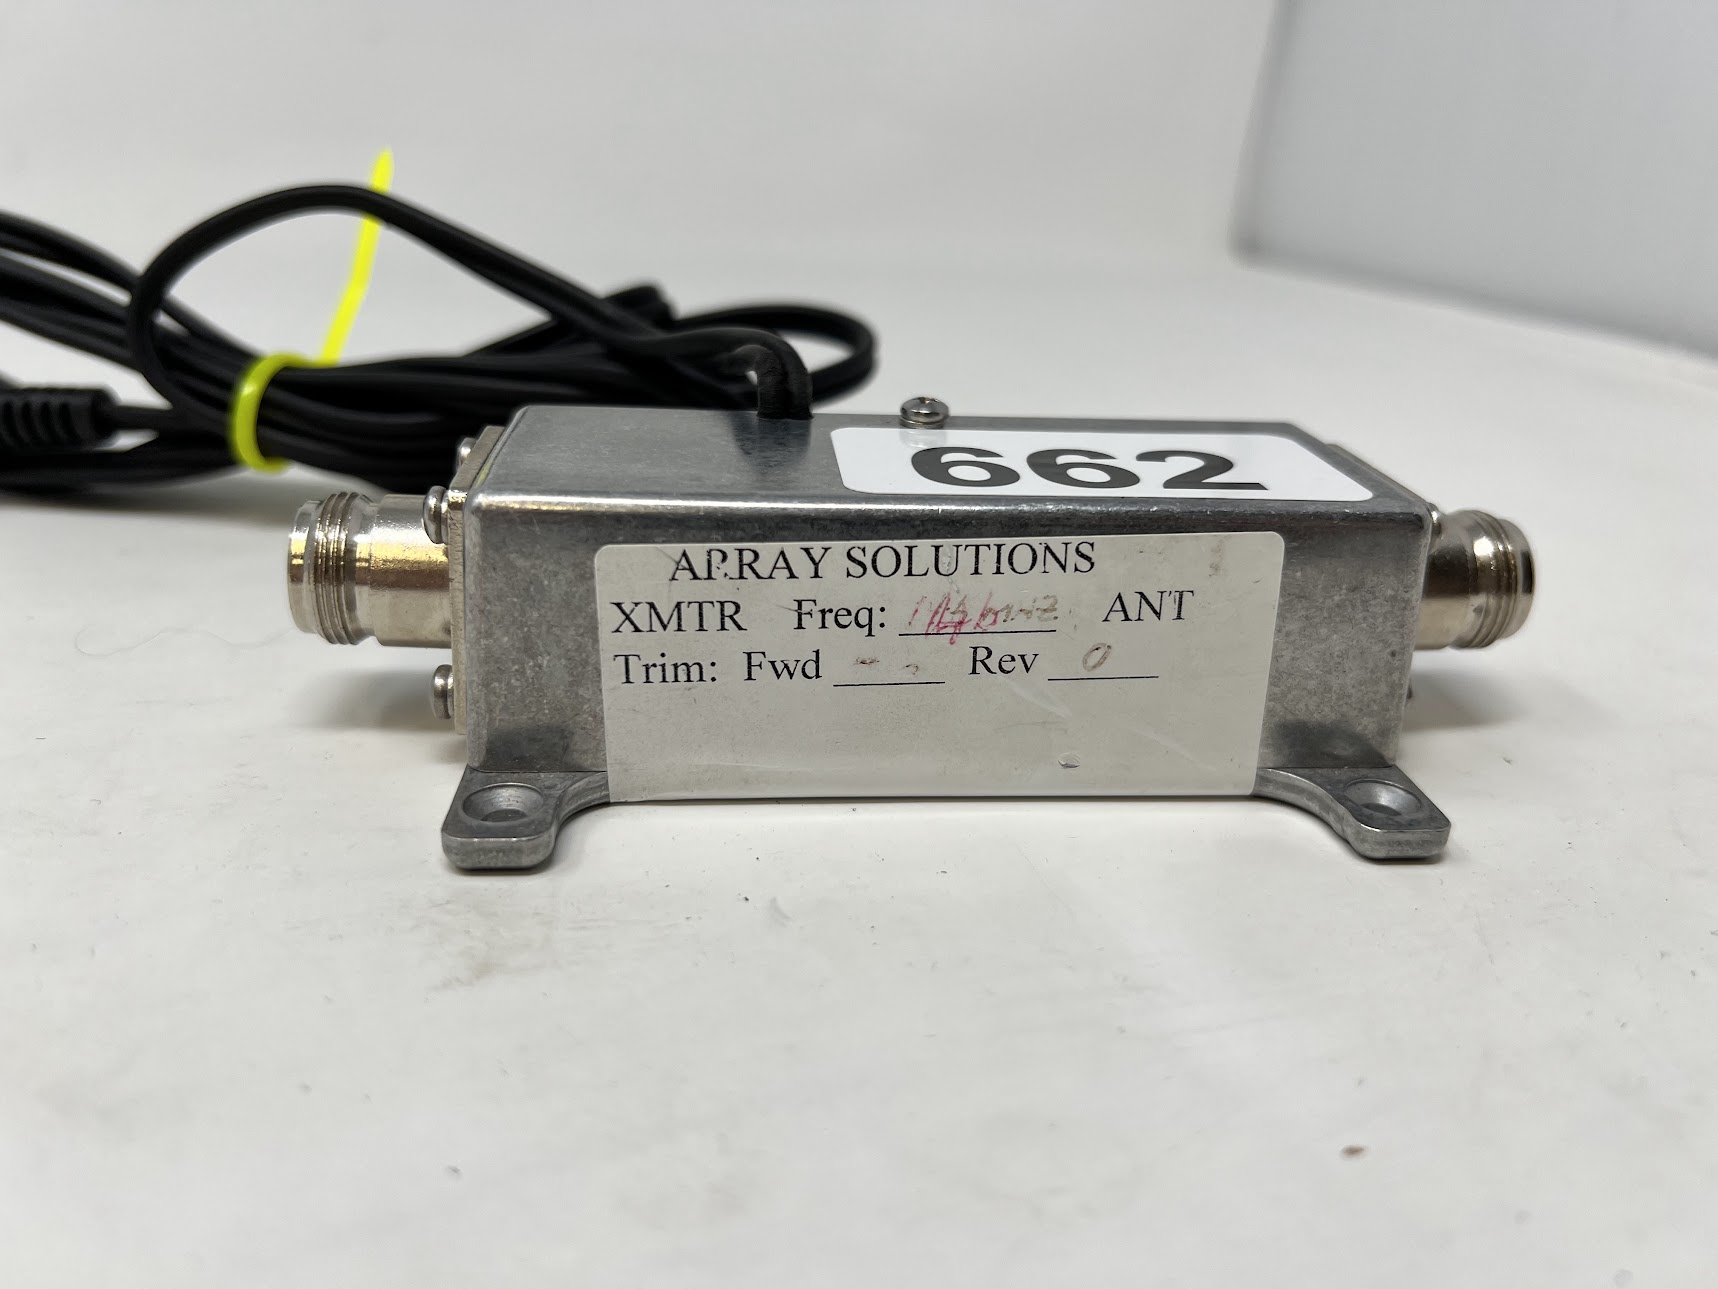 662
ARRAY SOLUTIONS
XMTR Freq: ANT
Trim: Fwd Rev 0